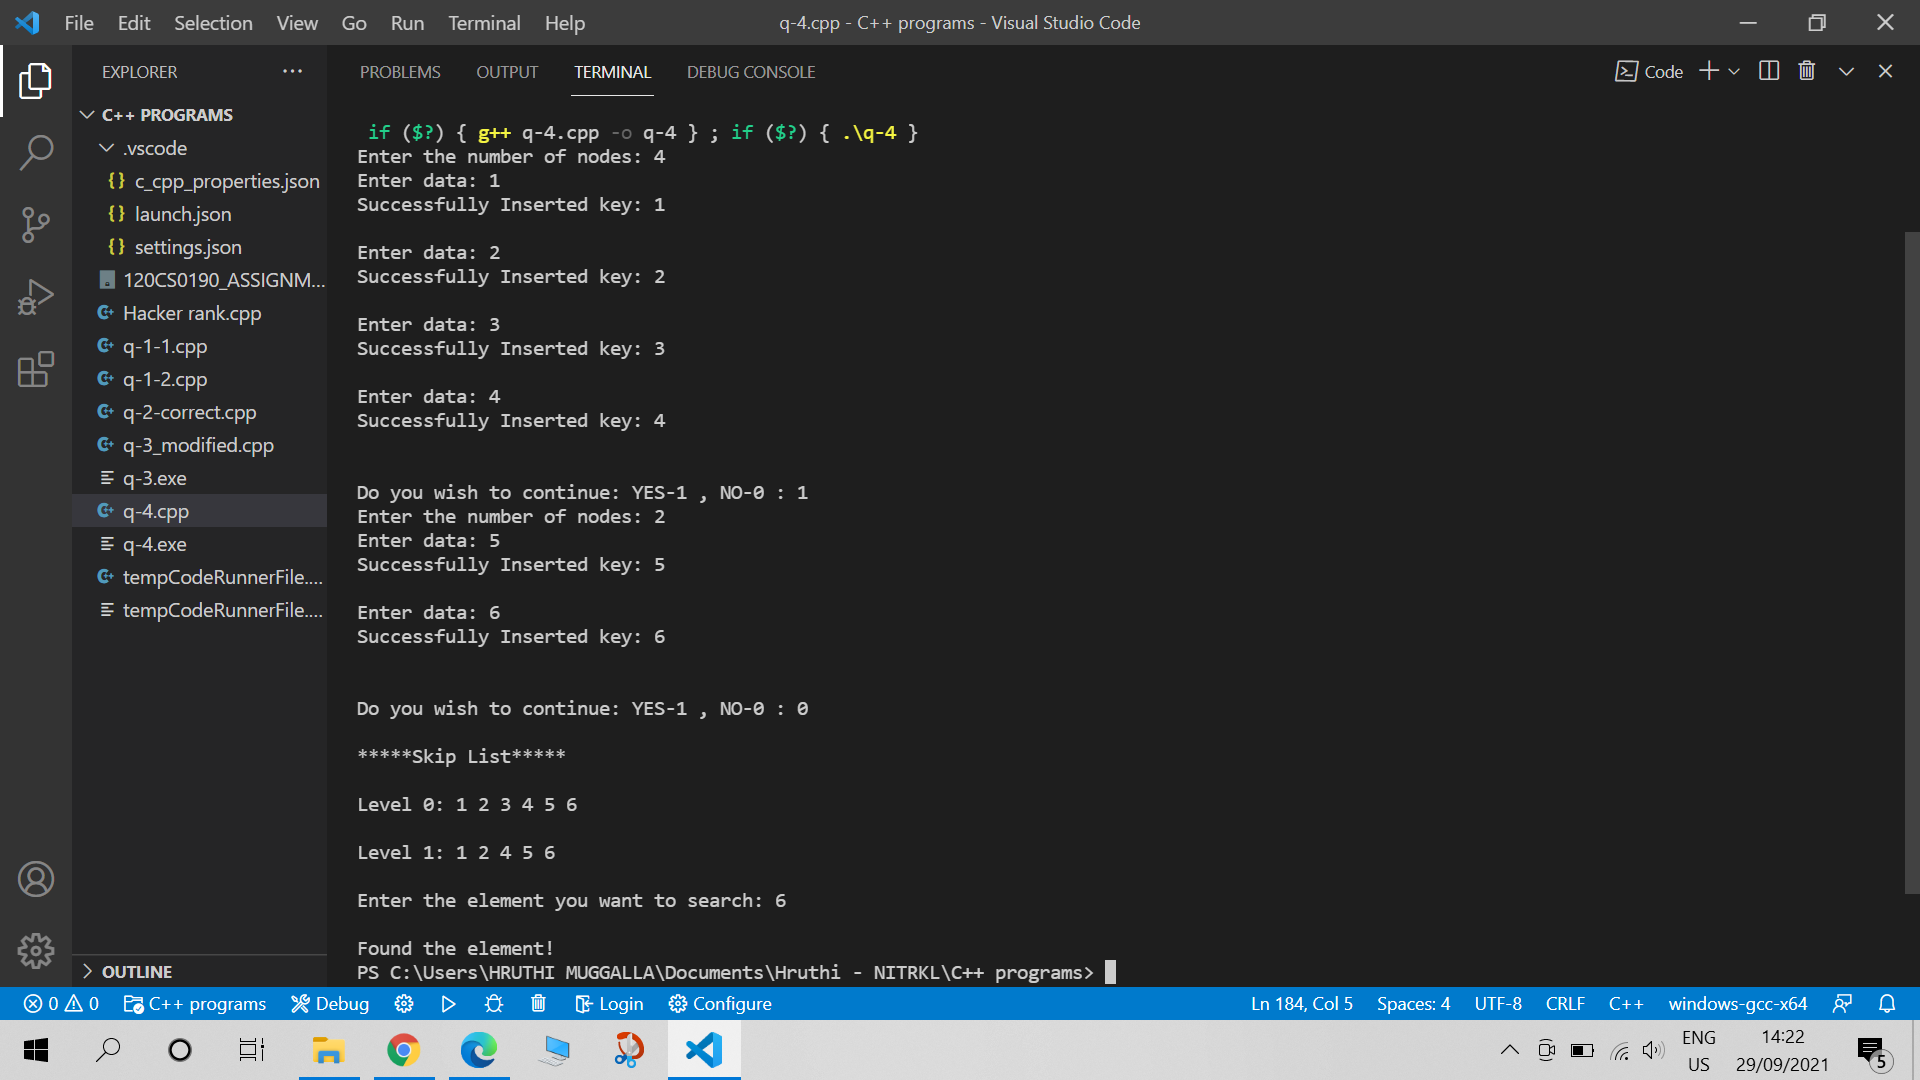 File Edit Selection View Go Run Terminal Help
q-4.cpp - C++ programs - Visual Studio Code
EXPLORER
C++ PROGRAMS
.vscode
{} c_cpp_properties.json
{} launch.json
{} settings.json
120CS0190_ASSIGNM...
Hacker rank.cpp
q-1-1.cpp
q-1-2.cpp
q-2-correct.cpp
q-3_modified.cpp
q-3.exe
q-4.cpp
q-4.exe
tempCodeRunnerFile....
tempCodeRunnerFile....
OUTLINE
PROBLEMS OUTPUT TERMINAL DEBUG CONSOLE
Code
if ($?) { g++ q-4.cpp -o q-4 } ; if ($?) { .\q-4 }
Enter the number of nodes: 4
Enter data: 1
Successfully Inserted key: 1
Enter data: 2
Successfully Inserted key: 2
Enter data: 3
Successfully Inserted key: 3
Enter data: 4
Successfully Inserted key: 4
Do you wish to continue: YES-1 , NO-0 : 1
Enter the number of nodes: 2
Enter data: 5
Successfully Inserted key: 5
Enter data: 6
Successfully Inserted key: 6
Do you wish to continue: YES-1 , NO-0 : 0
*****Skip List*****
Level 0: 1 2 3 4 5 6
Level 1: 1 2 4 5 6
Enter the element you want to search: 6
Found the element!
PS C:\Users\HRUTHI MUGGALLA\Documents\Hruthi - NITRKL\C++ programs>
0 0 C++ programs Debug Login Configure
Ln 184, Col 5 Spaces: 4 UTF-8 CRLF C++ windows-gcc-x64
ENG
US
14:22
29/09/2021
5